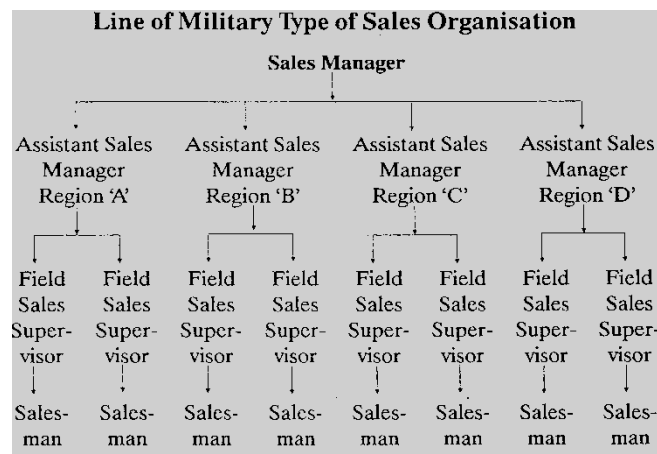 Line of Military Type of Sales Organisation
Sales Manager
Assistant Sales Assistant Sales Assistant Sales Assistant Sales
Manager Manager Manager Manager
Region ‘A’ Region ‘B’ Region ‘C’ Region ‘D’
Field Field Field Field Field Field Field Field
Sales Sales Sales Sales Sales Sales Sales Sales
Super- Super- Super- Super- Super- Super- Super- Super-
visor visor visor visor visor visor visor visor
Sales- Sales- Sales- Sales- Sales- Sales- Sales- Sales-
man man man man man man man man